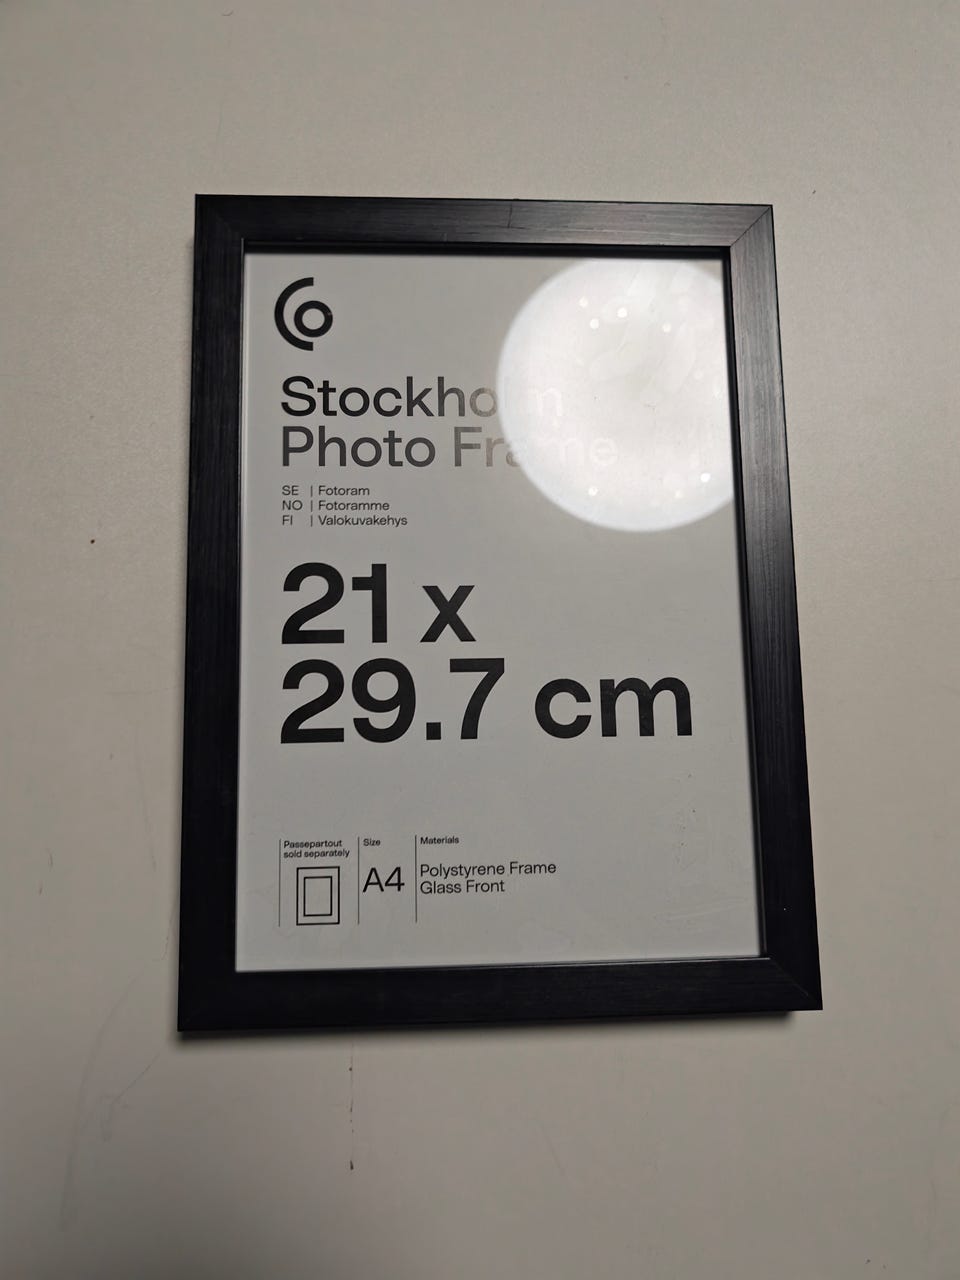 Stockholm
Photo Frame
SE | Fotoram
NO | Fotoramme
FI | Valokuvakehys
21 x
29.7 cm
Passepartout
sold separately
Size
A4
Materials
Polystyrene Frame
Glass Front